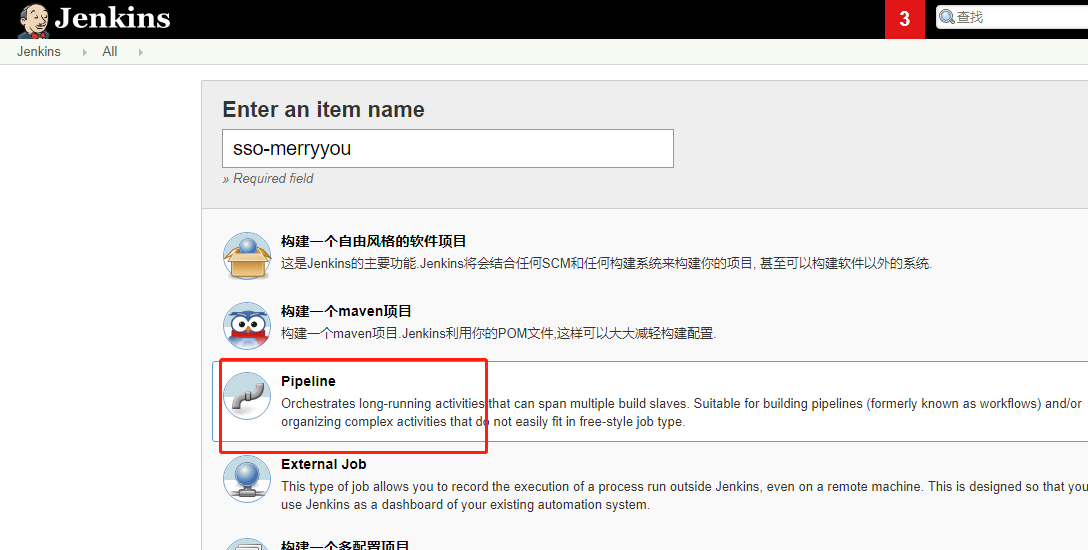 Jenkins
3
查找
Jenkins
All
Enter an item name
sso-merryyou
» Required field
构建一个自由风格的软件项目
这是Jenkins的主要功能.Jenkins将会结合任何SCM和任何构建系统来构建你的项目, 甚至可以构建软件以外的系统.
构建一个maven项目
构建一个maven项目.Jenkins利用你的POM文件,这样可以大大减轻构建配置.
Pipeline
Orchestrates long-running activities that can span multiple build slaves. Suitable for building pipelines (formerly known as workflows) and/or
organizing complex activities that do not easily fit in free-style job type.
External Job
This type of job allows you to record the execution of a process run outside Jenkins, even on a remote machine. This is designed so that you
use Jenkins as a dashboard of your existing automation system.
构建一个多配置项目